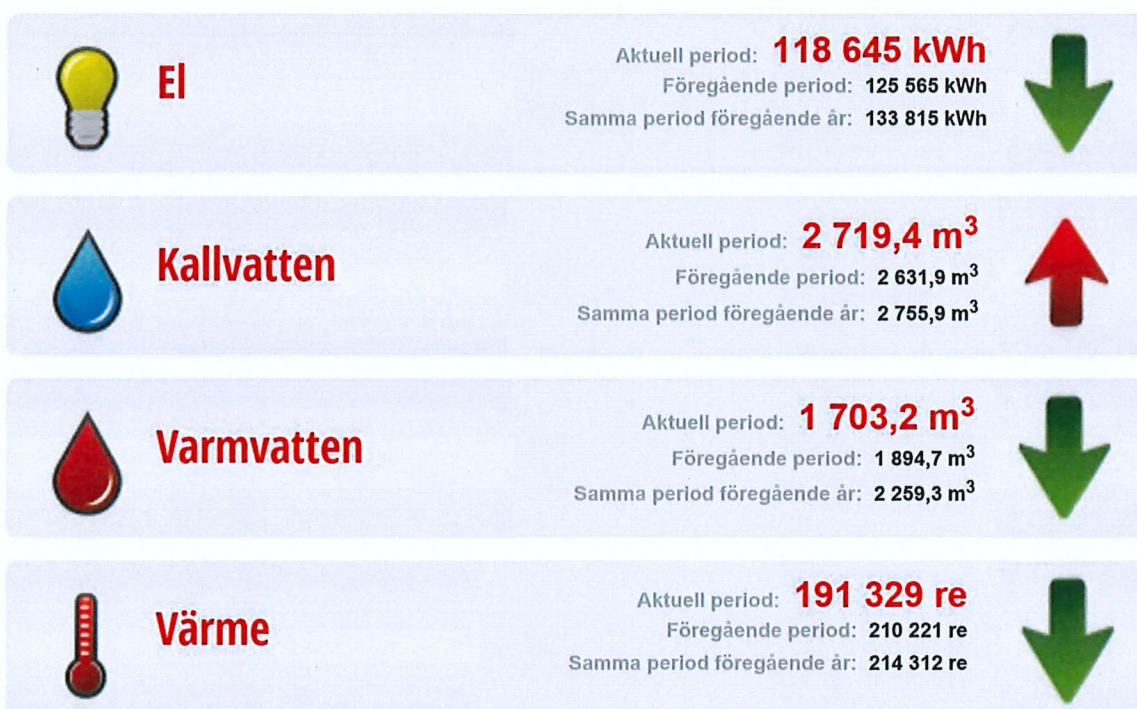 El
Aktuell period: 118 645 kWh
Föregående period: 125 565 kWh
Samma period föregående år: 133 815 kWh
Kallvatten
Aktuell period: 2 719,4 m³
Föregående period: 2 631,9 m³
Samma period föregående år: 2 755,9 m³
Varmvatten
Aktuell period: 1 703,2 m³
Föregående period: 1 894,7 m³
Samma period föregående år: 2 259,3 m³
Värme
Aktuell period: 191 329 re
Föregående period: 210 221 re
Samma period föregående år: 214 312 re